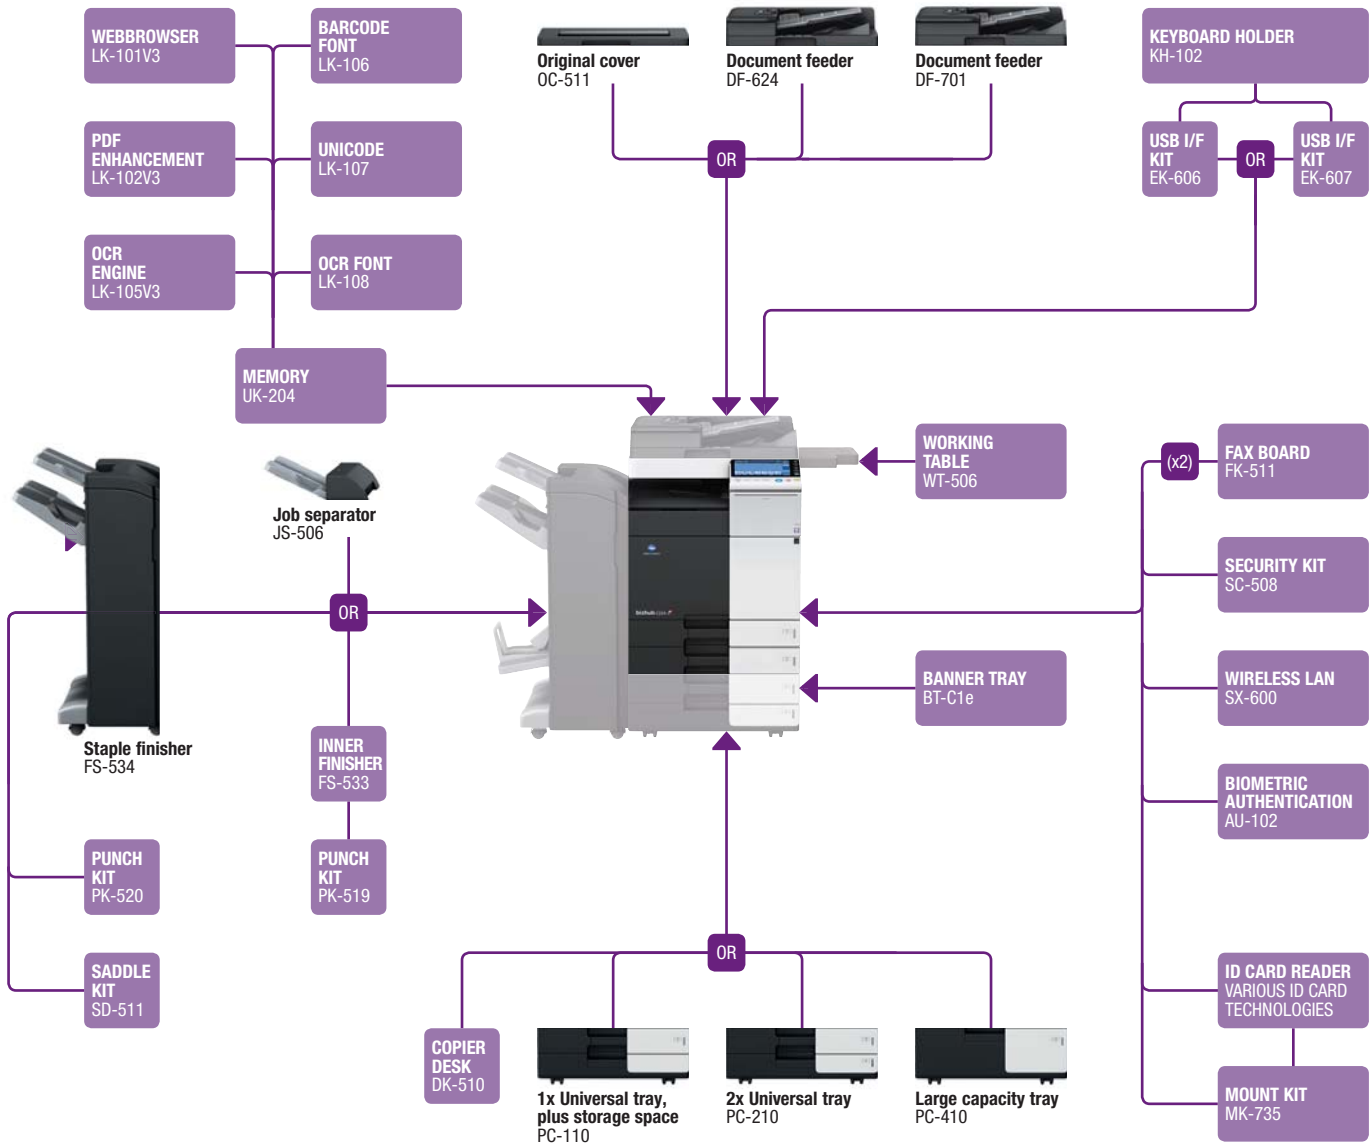 WEBBROWSER
LK-101V3
BARCODE
FONT
LK-106
PDF
ENHANCEMENT
LK-102V3
UNICODE
LK-107
OCR
ENGINE
LK-105V3
OCR FONT
LK-108
MEMORY
UK-204
Original cover
OC-511
Document feeder
DF-624
Document feeder
DF-701
OR
KEYBOARD HOLDER
KH-102
USB I/F
KIT
EK-606
OR
USB I/F
KIT
EK-607
Job separator
JS-506
OR
Staple finisher
FS-534
INNER
FINISHER
FS-533
PUNCH
KIT
PK-520
PUNCH
KIT
PK-519
SADDLE
KIT
SD-511
bizhub
WORKING
TABLE
WT-506
BANNER TRAY
BT-C1e
(x2)
FAX BOARD
FK-511
SECURITY KIT
SC-508
WIRELESS LAN
SX-600
BIOMETRIC
AUTHENTICATION
AU-102
ID CARD READER
VARIOUS ID CARD
TECHNOLOGIES
MOUNT KIT
MK-735
OR
COPIER
DESK
DK-510
1x Universal tray,
plus storage space
PC-110
2x Universal tray
PC-210
Large capacity tray
PC-410